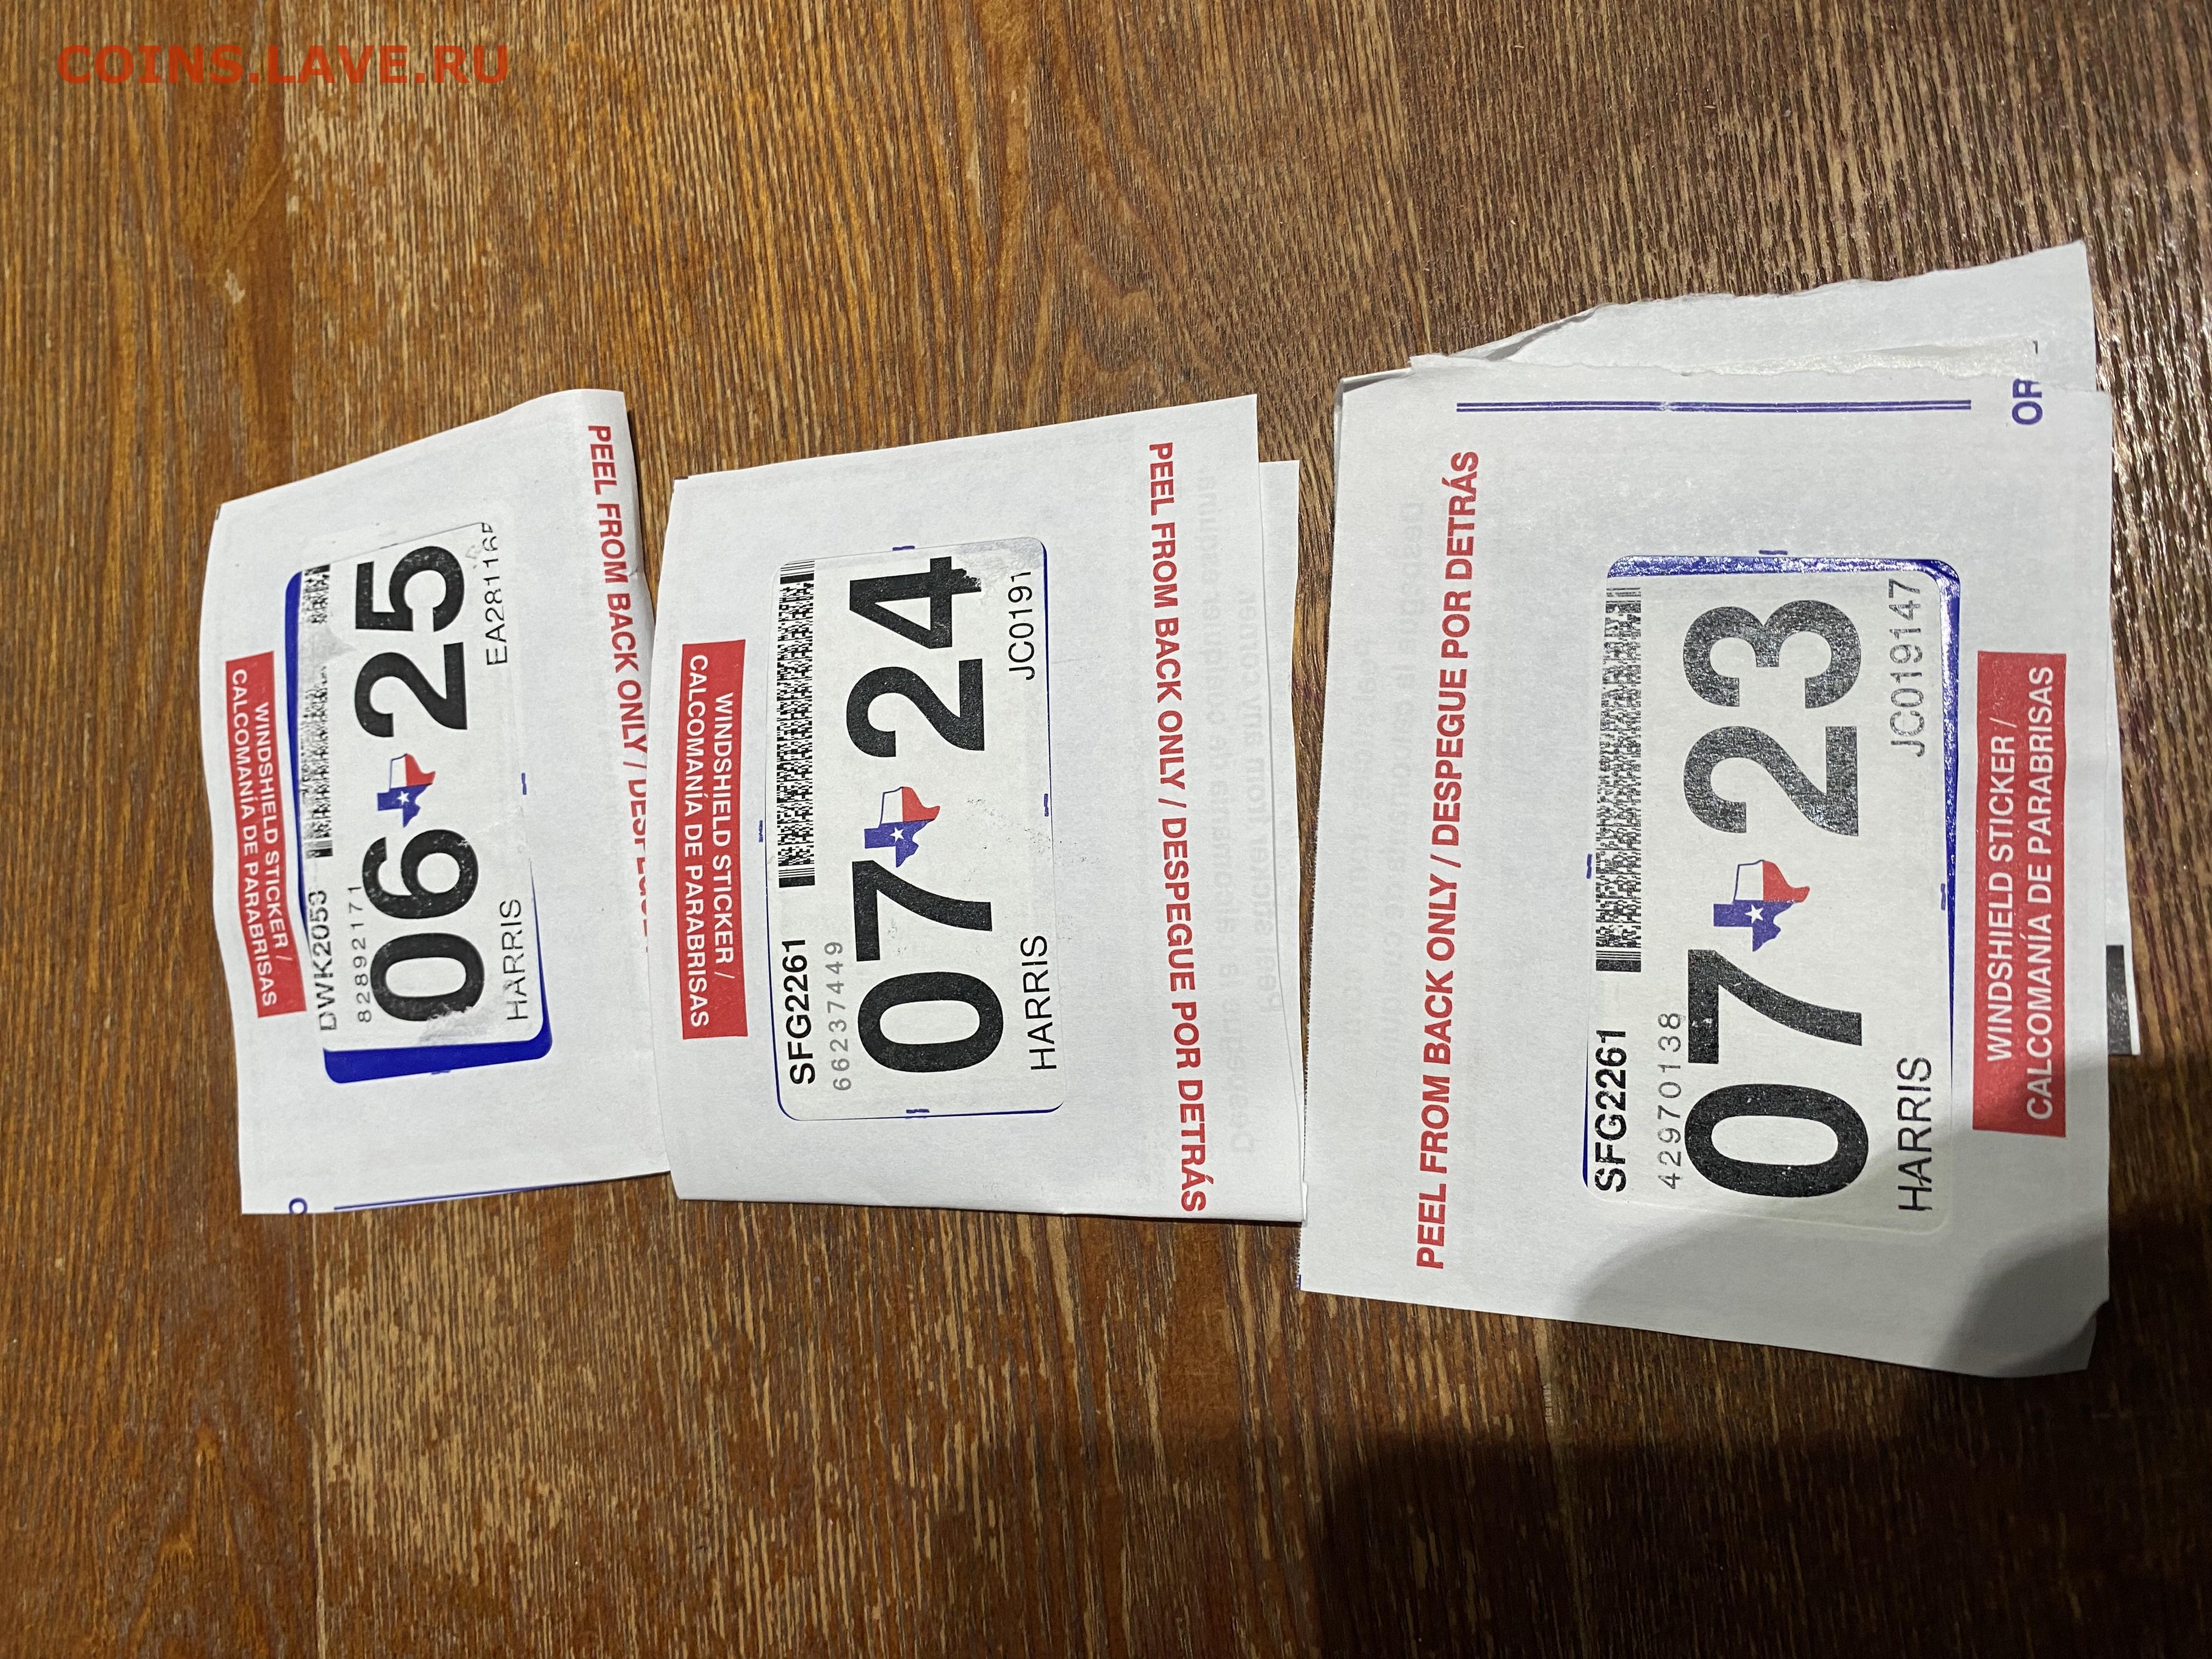 COINS.LAVE.RU
WINDSHIELD STICKER /
CALCOMANÍA DE PARABRISAS
DWK2053
82892171
06 25
HARRIS
PEEL FROM BACK ONLY /
WINDSHIELD STICKER /
CALCOMANÍA DE PARABRISAS
SFG2261
66237449
07 24
HARRIS JC0191
PEEL FROM BACK ONLY / DESPEGUE POR DETRÁS
PEEL FROM BACK ONLY / DESPEGUE POR DETRÁS
SFG2261
42970138
07 23
HARRIS JC019147
WINDSHIELD STICKER /
CALCOMANÍA DE PARABRISAS
OR